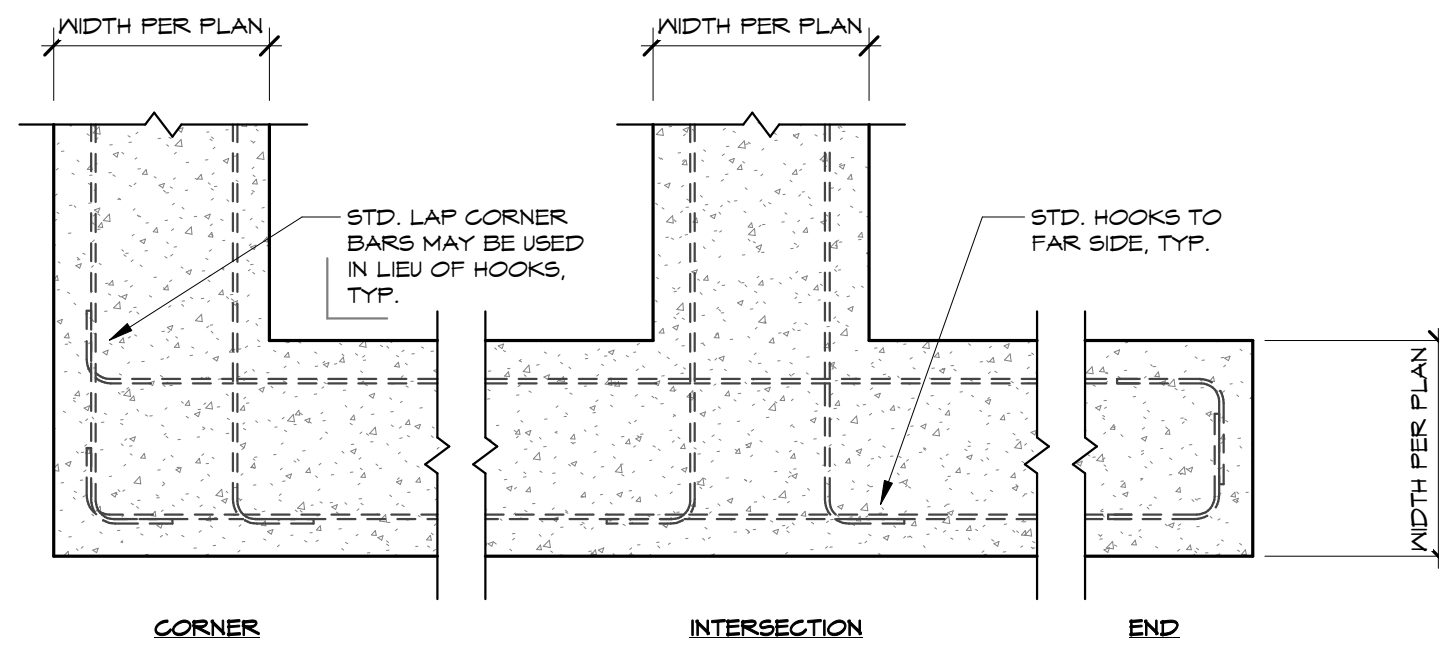 WIDTH PER PLAN
WIDTH PER PLAN
STD. LAP CORNER
BARS MAY BE USED
IN LIEU OF HOOKS,
TYP.
STD. HOOKS TO
FAR SIDE, TYP.
WIDTH PER PLAN
CORNER
INTERSECTION
END